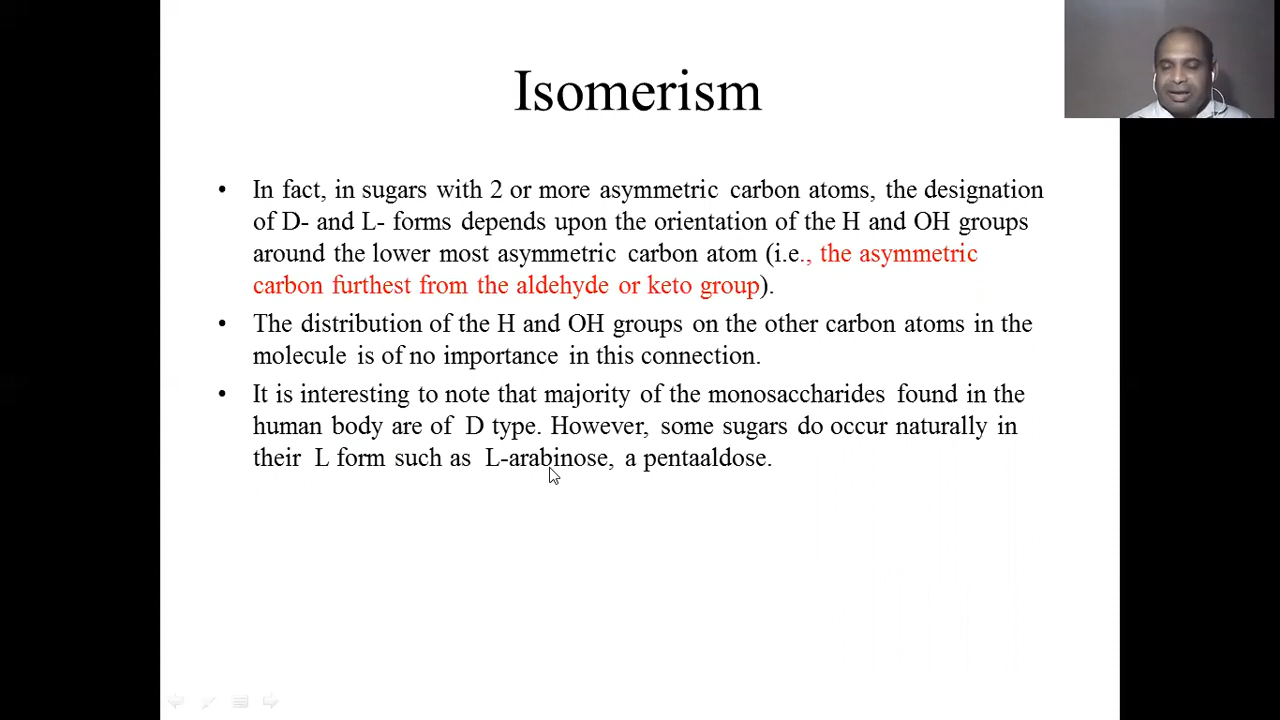 Isomerism
• In fact, in sugars with 2 or more asymmetric carbon atoms, the designation
of D- and L- forms depends upon the orientation of the H and OH groups
around the lower most asymmetric carbon atom (i.e., the asymmetric
carbon furthest from the aldehyde or keto group).
• The distribution of the H and OH groups on the other carbon atoms in the
molecule is of no importance in this connection.
• It is interesting to note that majority of the monosaccharides found in the
human body are of D type. However, some sugars do occur naturally in
their L form such as L-arabinose, a pentaaldose.